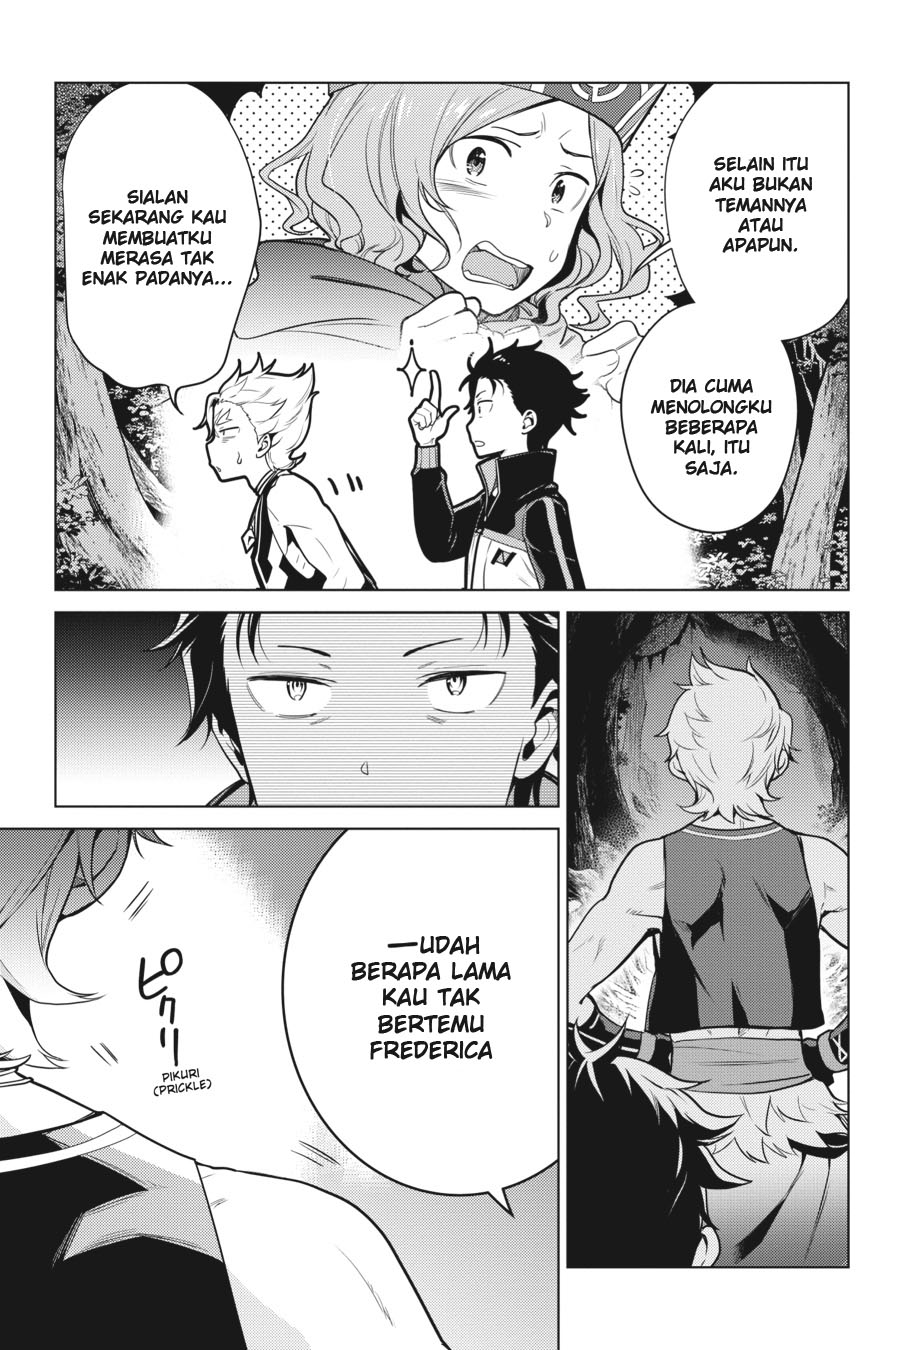 SELAIN ITU
AKU BUKAN
TEMANNYA
ATAU
APAPUN.
DIA CUMA
MENOLONGKU
BEBERAPA
KALI, ITU
SAJA.
SIALAN
SEKARANG KAU
MEMBUATKU
MERASA TAK
ENAK PADANYA...
—UDAH
BERAPA LAMA
KAU TAK
BERTEMU
FREDERICA
ピクリー
PIKURI
(PRICKLE)